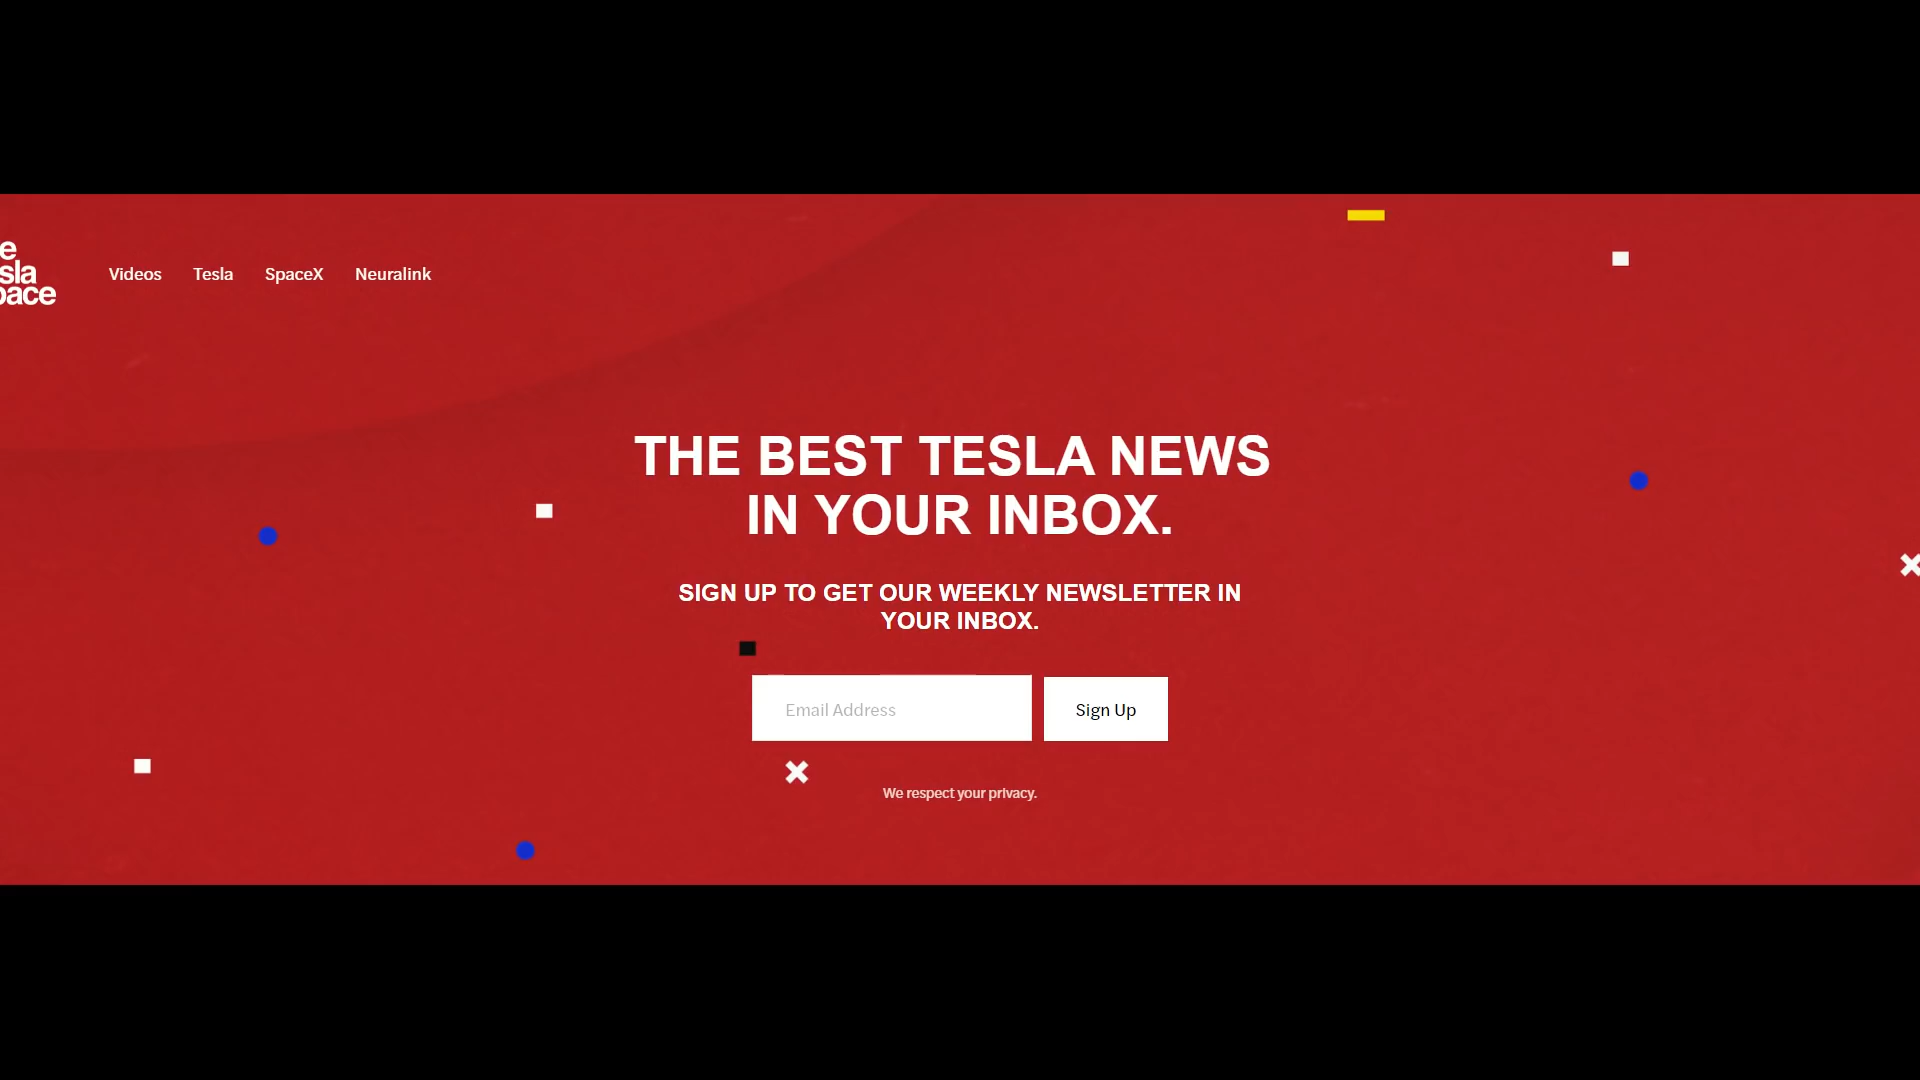 e
sla
pace
Videos Tesla SpaceX Neuralink
THE BEST TESLA NEWS
IN YOUR INBOX.
SIGN UP TO GET OUR WEEKLY NEWSLETTER IN
YOUR INBOX.
Email Address
Sign Up
We respect your privacy.